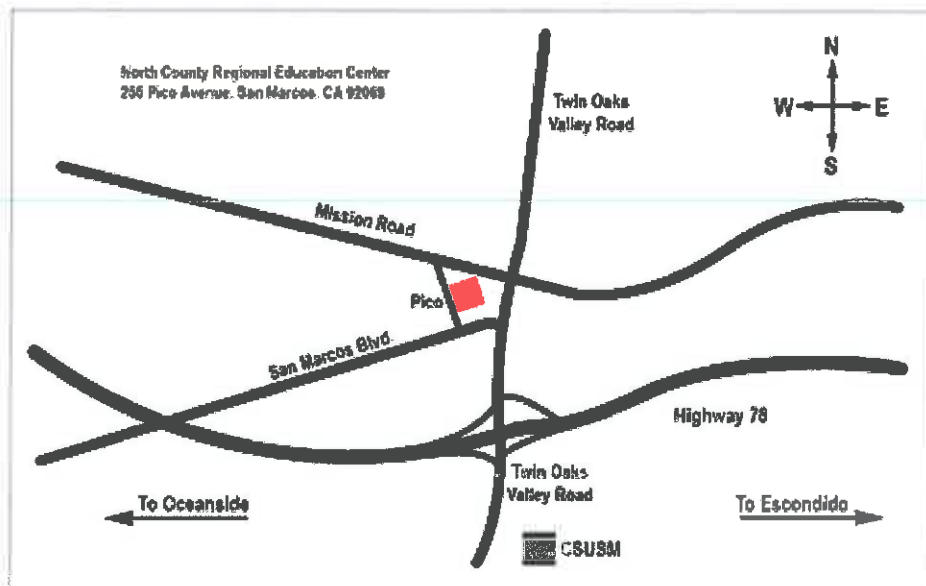 North County Regional Education Center
255 Pico Avenue, San Marcos, CA 92069
Twin Oaks
Valley Road
N
W E
S
Mission Road
Pico
San Marcos Blvd.
Highway 78
Twin Oaks
Valley Road
To Oceanside
To Escondido
CSUSM